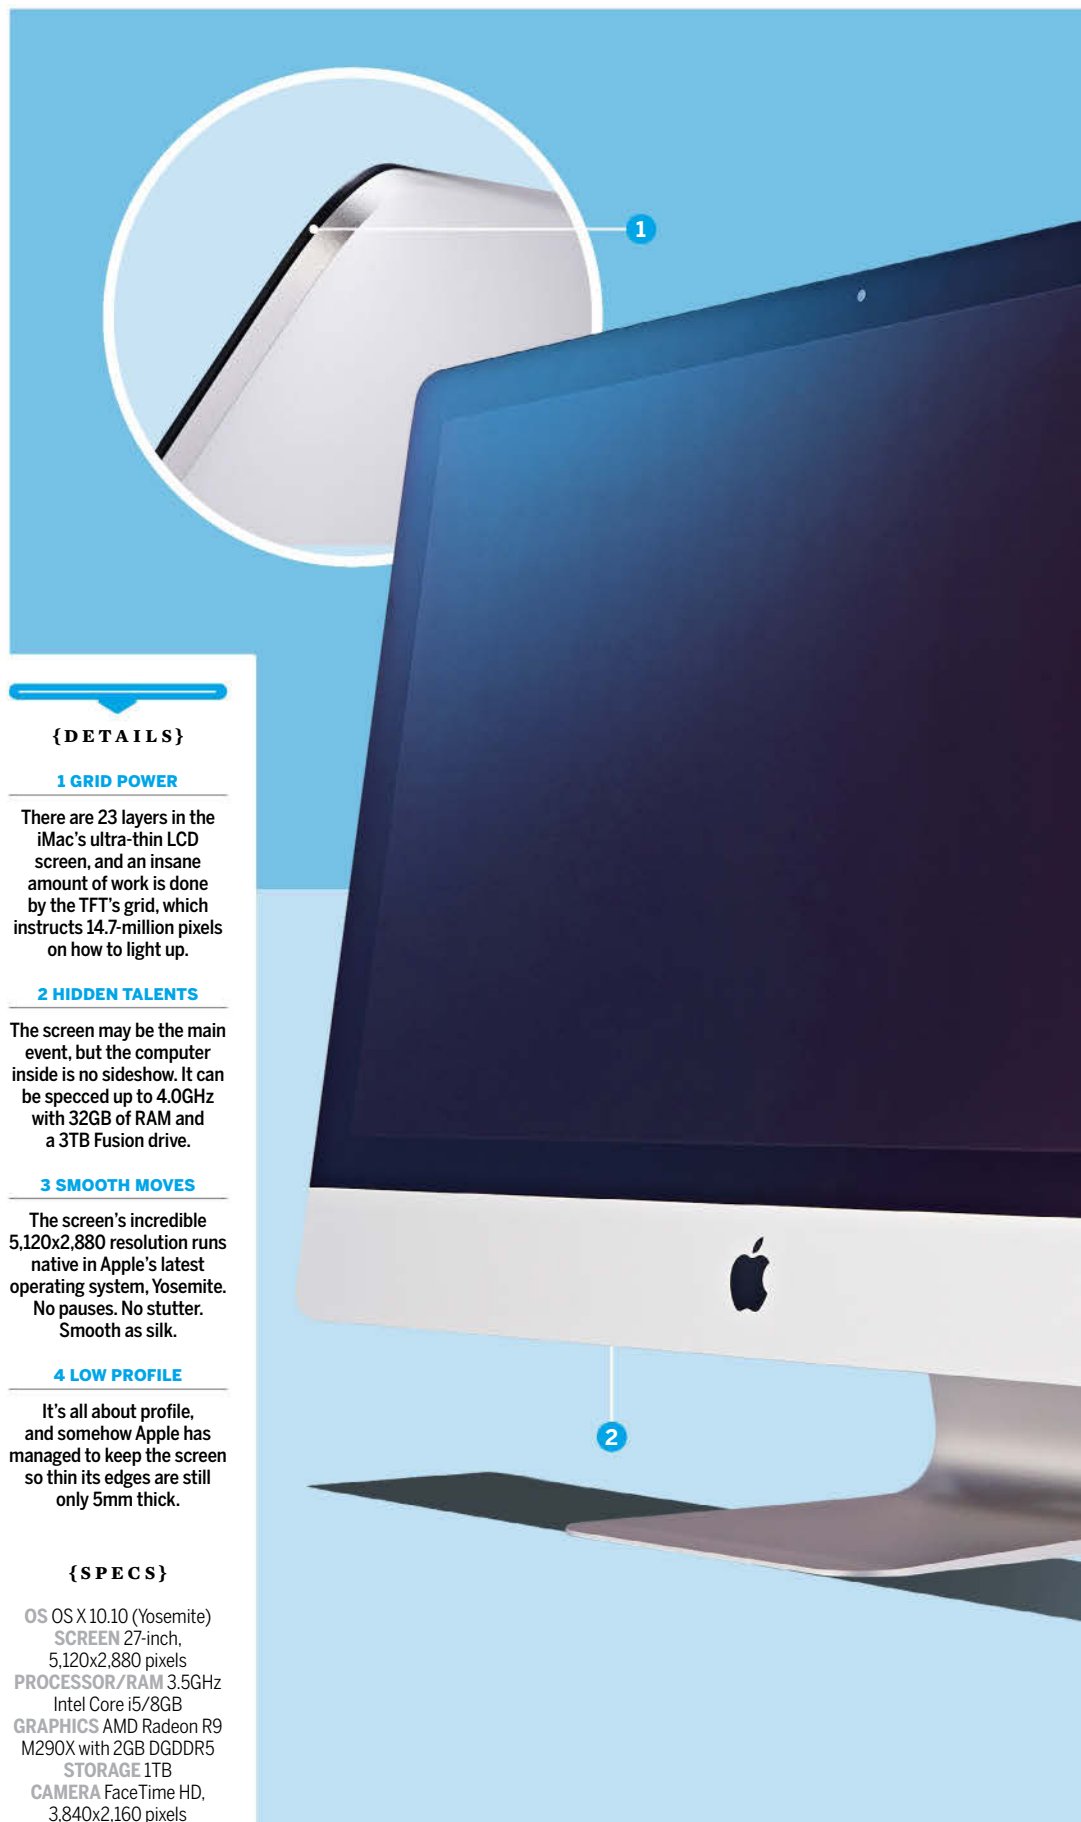 1
{DETAILS}
1 GRID POWER
There are 23 layers in the
iMac's ultra-thin LCD
screen, and an insane
amount of work is done
by the TFT's grid, which
instructs 14.7-million pixels
on how to light up.
2 HIDDEN TALENTS
The screen may be the main
event, but the computer
inside is no sideshow. It can
be specced up to 4.0GHz
with 32GB of RAM and
a 3TB Fusion drive.
3 SMOOTH MOVES
The screen's incredible
5,120x2,880 resolution runs
native in Apple's latest
operating system, Yosemite.
No pauses. No stutter.
Smooth as silk.
4 LOW PROFILE
It's all about profile,
and somehow Apple has
managed to keep the screen
so thin its edges are still
only 5mm thick.
2
{SPECS}
OS OS X 10.10 (Yosemite)
SCREEN 27-inch,
5,120x2,880 pixels
PROCESSOR/RAM 3.5GHz
Intel Core i5/8GB
GRAPHICS AMD Radeon R9
M290X with 2GB DGDDR5
STORAGE 1TB
CAMERA FaceTime HD,
3,840x2,160 pixels